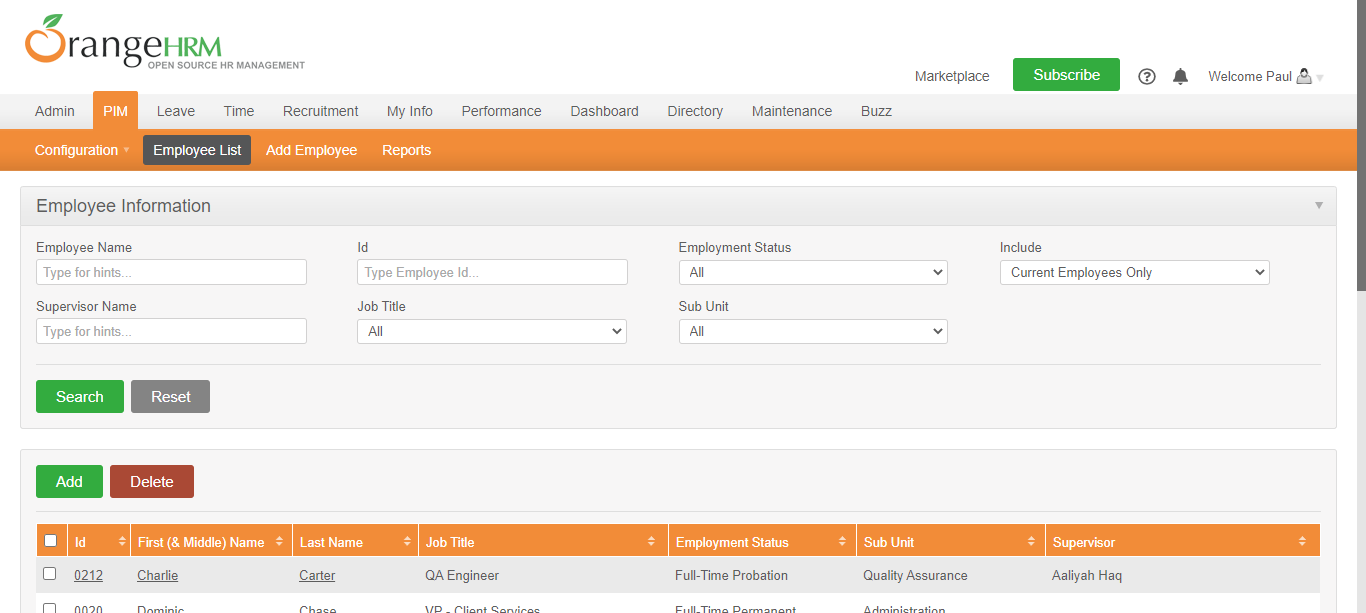 OrangeHRM
OPEN SOURCE HR MANAGEMENT
Marketplace Subscribe Welcome Paul
Admin PIM Leave Time Recruitment My Info Performance Dashboard Directory Maintenance Buzz
Configuration Employee List Add Employee Reports
Employee Information
Employee Name Id Employment Status Include
Type for hints... Type Employee Id... All Current Employees Only
Supervisor Name Job Title Sub Unit
Type for hints... All All
Search Reset
Add Delete
Id First (& Middle) Name Last Name Job Title Employment Status Sub Unit Supervisor
0212 Charlie Carter QA Engineer Full-Time Probation Quality Assurance Aaliyah Haq
0020 Dominic Chase VP - Client Services Full-Time Permanent Administration